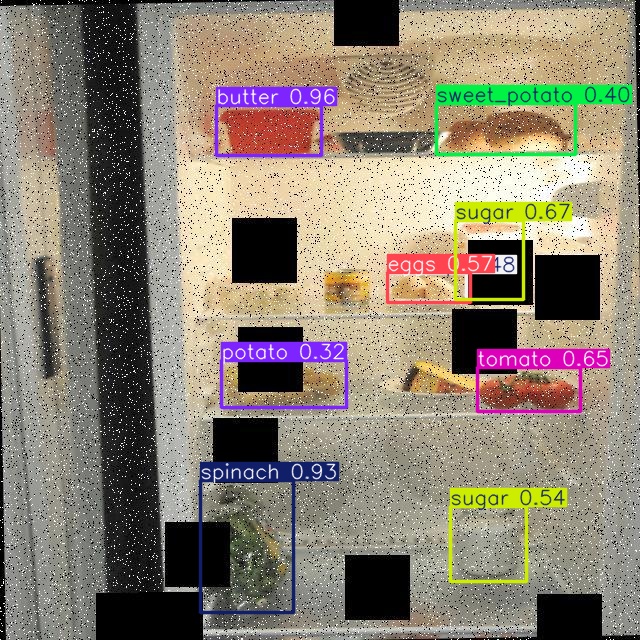 butter 0.96
sweet_potato 0.40
sugar 0.67
eggs 0.57
48
potato 0.32
tomato 0.65
spinach 0.93
sugar 0.54